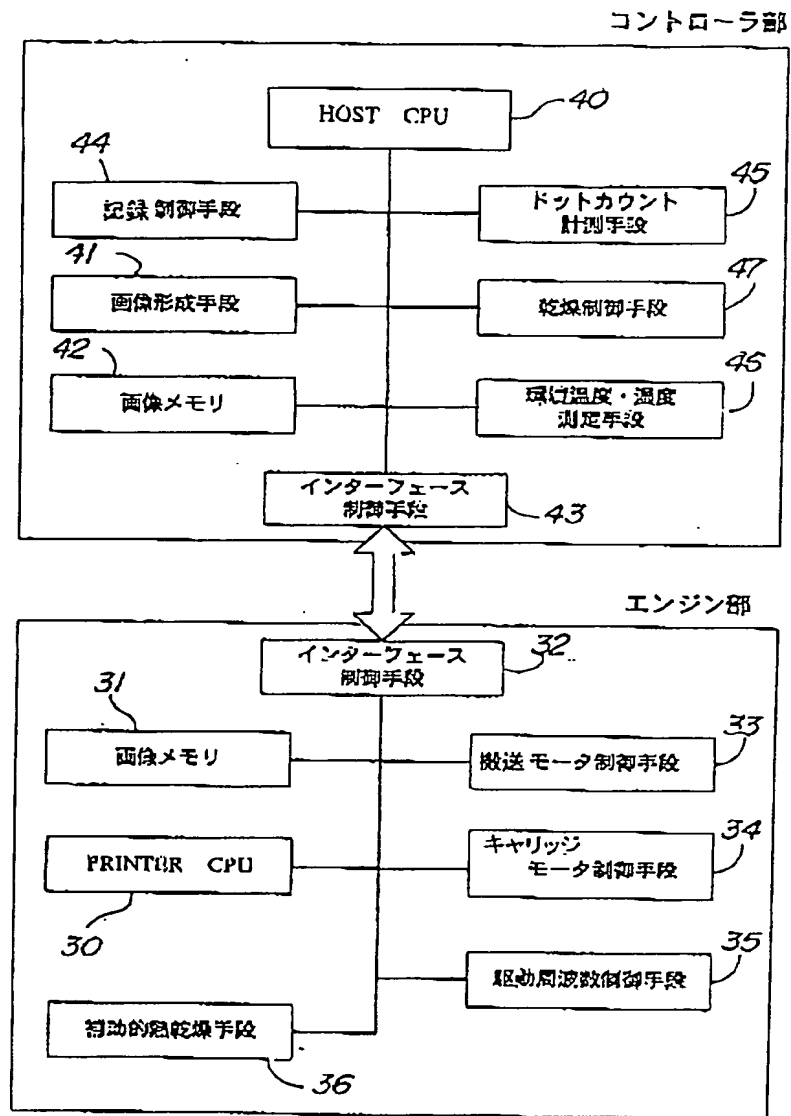 コントローラ部
HOST CPU
40
44
記録制御手段
ドットカウント
計測手段
45
41
画像形成手段
乾燥制御手段
47
42
画像メモリ
環境温度・湿度
測定手段
45
インターフェース
制御手段
43
エンジン部
インターフェース
制御手段
32
31
画像メモリ
搬送モータ制御手段
33
PRINTER CPU
30
キャリッジ
モータ制御手段
34
駆動周波数制御手段
35
補助的熱乾燥手段
36